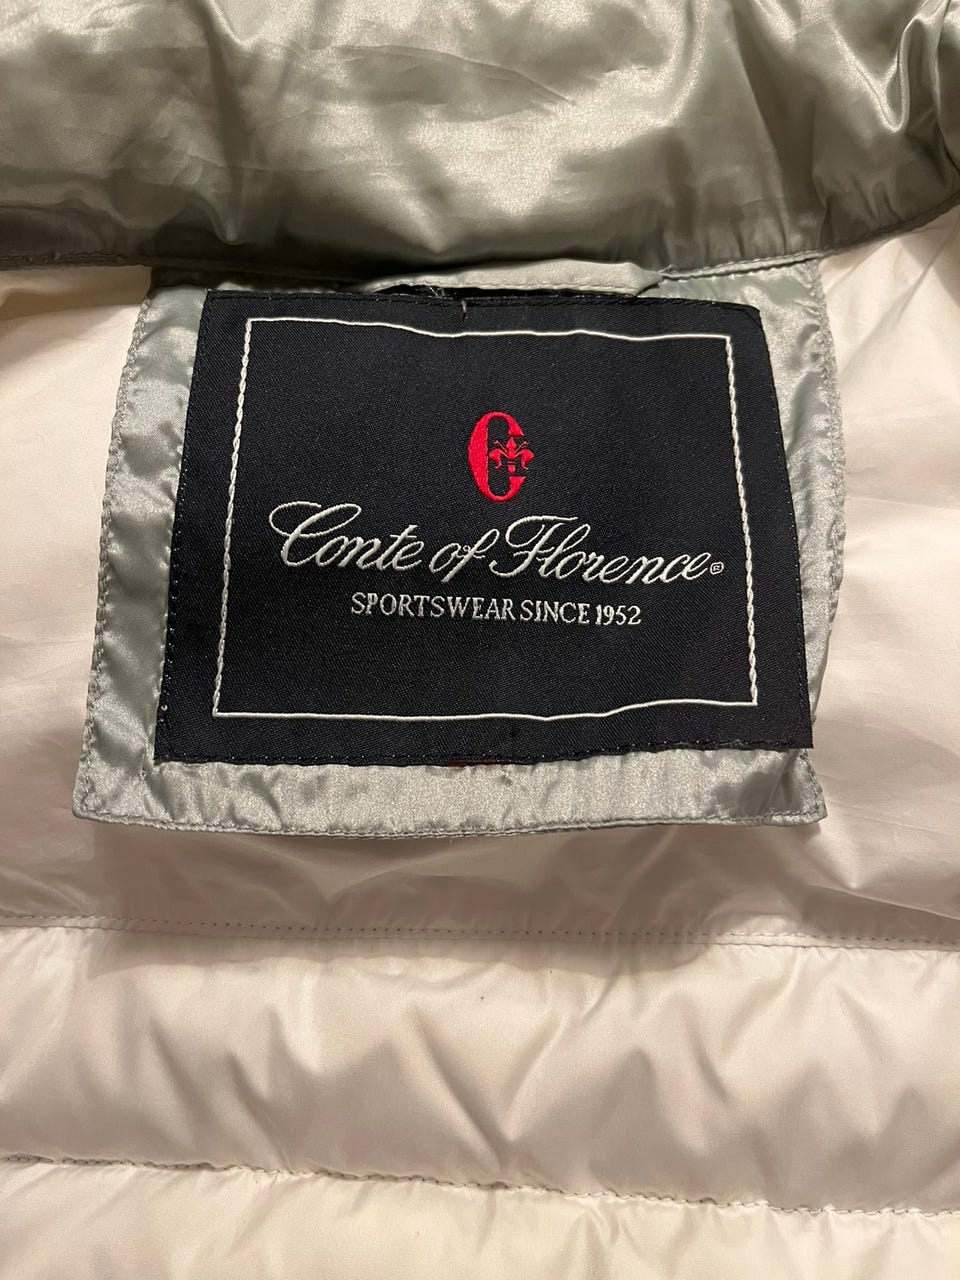 C
Conte of Florence®
SPORTSWEAR SINCE 1952